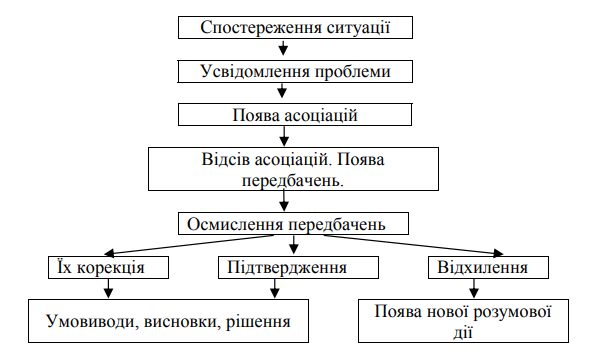 Спостереження ситуації
Усвідомлення проблеми
Поява асоціацій
Відсів асоціацій. Поява
передбачень.
Осмислення передбачень
Їх корекція
Підтвердження
Відхилення
Умовиводи, висновки, рішення
Поява нової розумової
дії